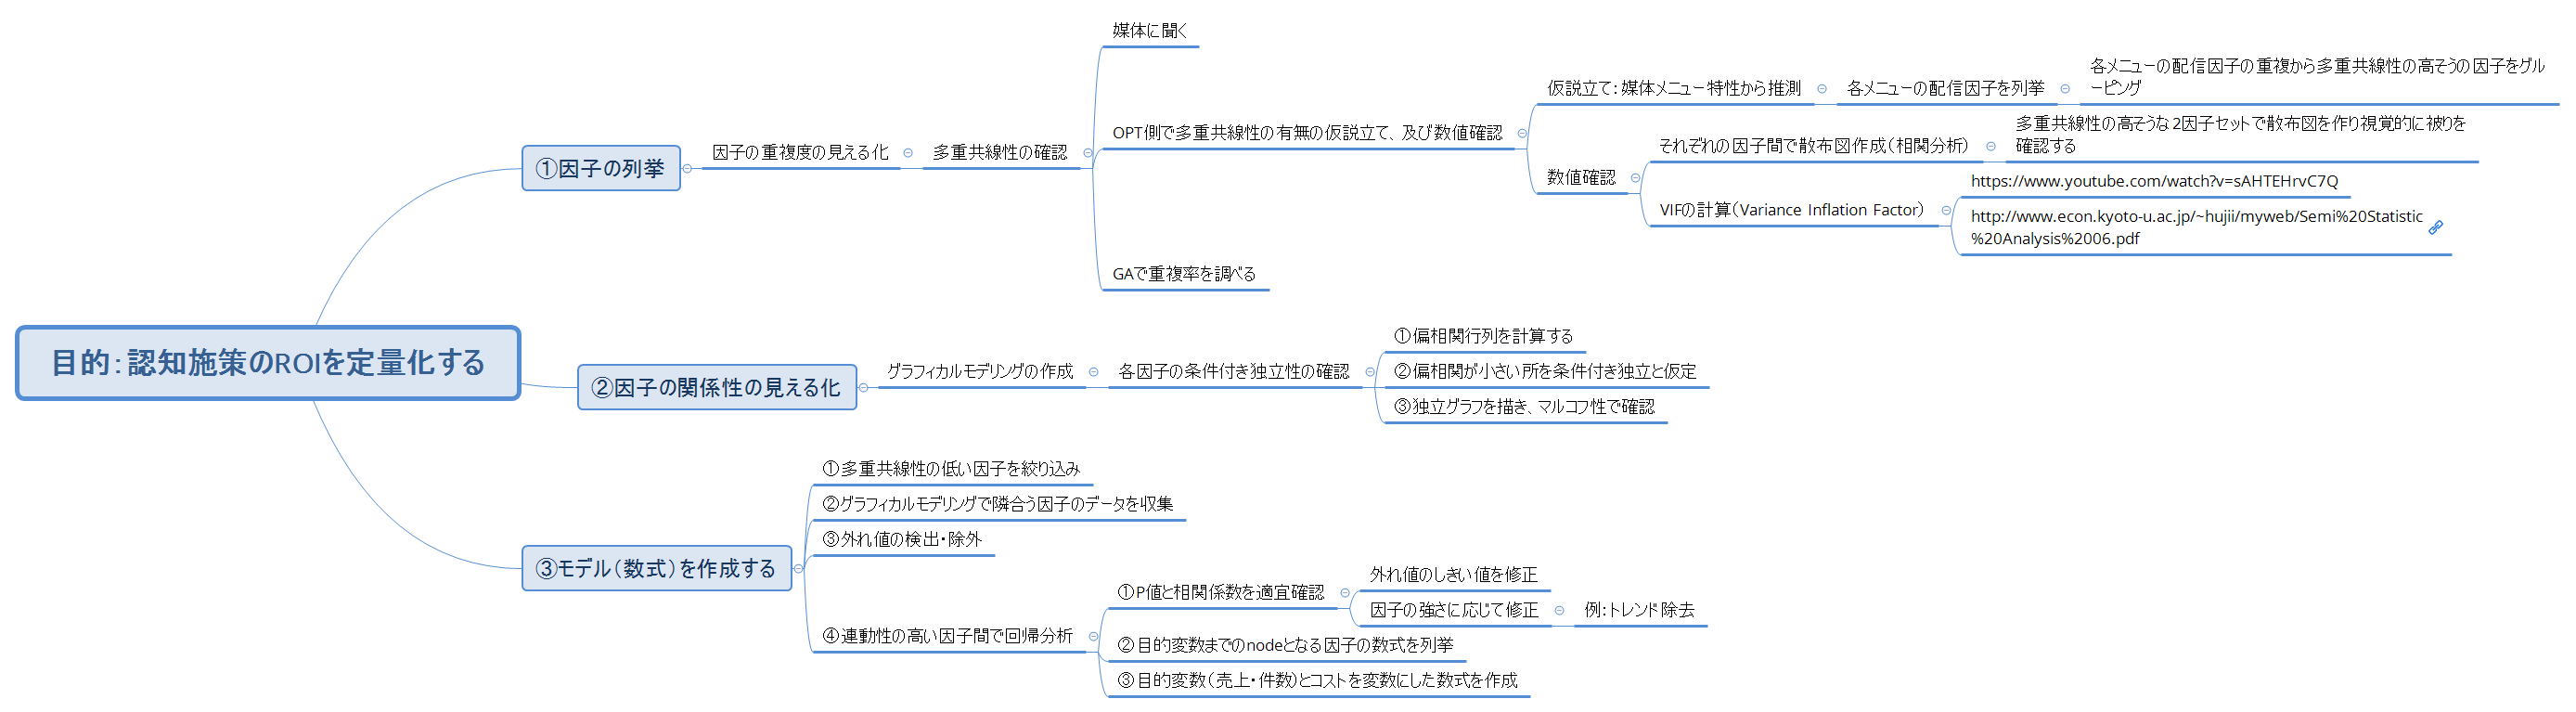 目的：認知施策のROIを定量化する
①因子の列挙
因子の重複度の見える化
多重共線性の確認
媒体に聞く
OPT側で多重共線性の有無の仮説立て、及び数値確認
仮説立て：媒体メニュー特性から推測
各メニューの配信因子を列挙
各メニューの配信因子の重複から多重共線性の高そうの因子をグル
ーピング
数値確認
それぞれの因子間で散布図作成（相関分析）
多重共線性の高そうな2因子セットで散布図を作り視覚的に被りを
確認する
VIFの計算（Variance Inflation Factor）
https://www.youtube.com/watch?v=sAHTEHrvC7Q
http://www.econ.kyoto-u.ac.jp/~hujii/myweb/Semi%20Statistic
%20Analysis%2006.pdf
GAで重複率を調べる
②因子の関係性の見える化
グラフィカルモデリングの作成
各因子の条件付き独立性の確認
①偏相関行列を計算する
②偏相関が小さい所を条件付き独立と仮定
③独立グラフを描き、マルコフ性で確認
③モデル（数式）を作成する
①多重共線性の低い因子を絞り込み
②グラフィカルモデリングで隣合う因子のデータを収集
③外れ値の検出・除外
④連動性の高い因子間で回帰分析
①P値と相関係数を適宜確認
外れ値のしきい値を修正
因子の強さに応じて修正
例：トレンド除去
②目的変数までのnodeとなる因子の数式を列挙
③目的変数（売上・件数）とコストを変数にした数式を作成